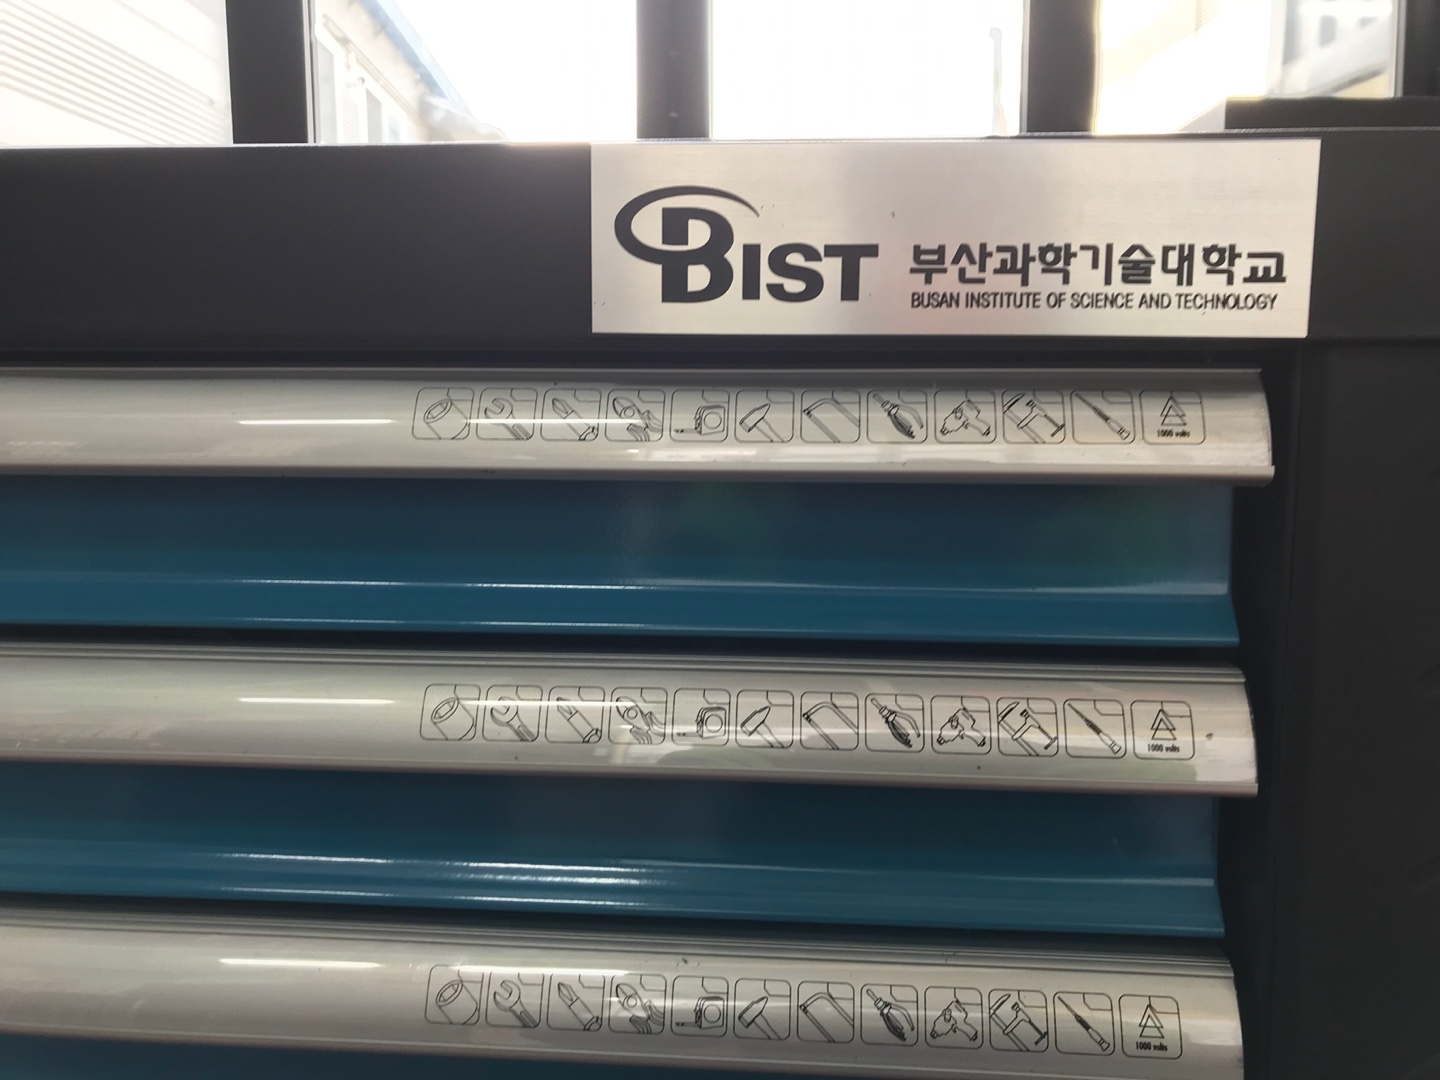 BIST
부산과학기술대학교
BUSAN INSTITUTE OF SCIENCE AND TECHNOLOGY
1000 volts
1000 volts
1000 volts